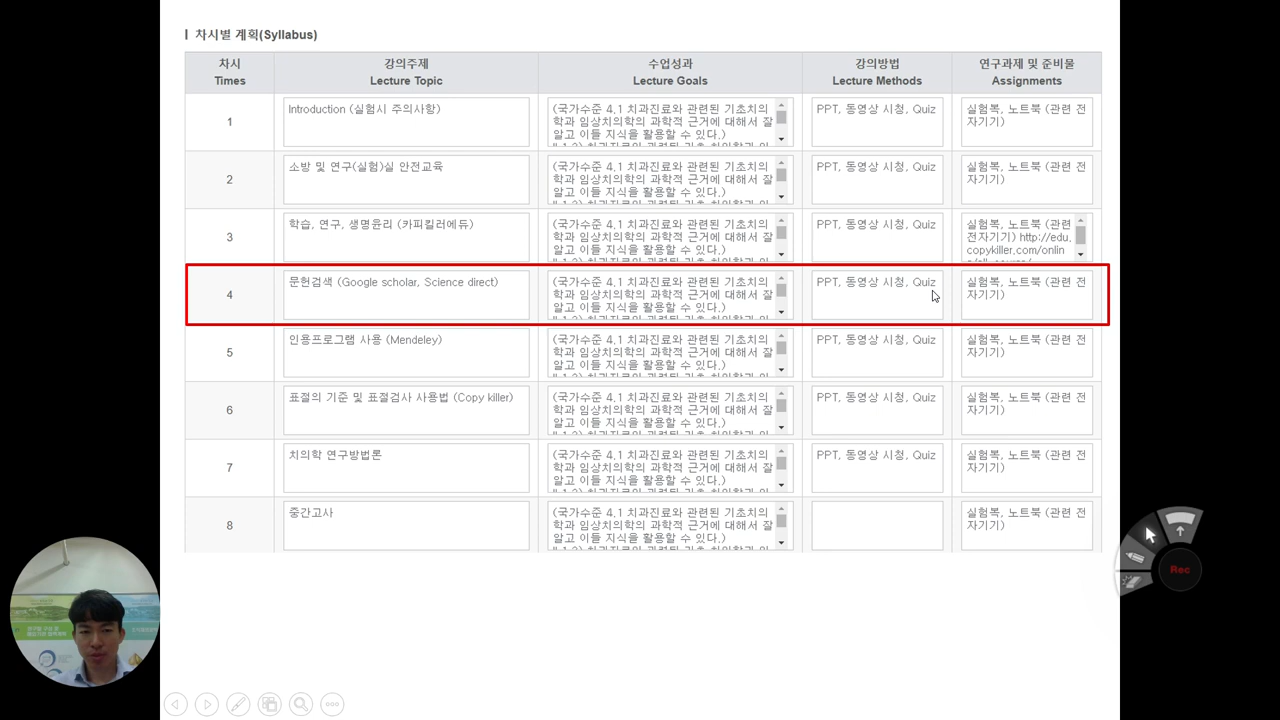 차시별 계획(Syllabus)
차시
Times
강의주제
Lecture Topic
수업성과
Lecture Goals
강의방법
Lecture Methods
연구과제 및 준비물
Assignments
1
Introduction (실험시 주의사항)
(국가수준 4.1 치과진료와 관련된 기초치의
학과 임상치의학의 과학적 근거에 대해서 잘
알고 이들 지식을 활용할 수 있다.)
PPT, 동영상 시청, Quiz
실험복, 노트북 (관련 전
자기기)
2
소방 및 연구(실험)실 안전교육
(국가수준 4.1 치과진료와 관련된 기초치의
학과 임상치의학의 과학적 근거에 대해서 잘
알고 이들 지식을 활용할 수 있다.)
PPT, 동영상 시청, Quiz
실험복, 노트북 (관련 전
자기기)
3
학습, 연구, 생명윤리 (카피킬러에듀)
(국가수준 4.1 치과진료와 관련된 기초치의
학과 임상치의학의 과학적 근거에 대해서 잘
알고 이들 지식을 활용할 수 있다.)
PPT, 동영상 시청, Quiz
실험복, 노트북 (관련
전자기기) http://edu.
copykiller.com/onlin
4
문헌검색 (Google scholar, Science direct)
(국가수준 4.1 치과진료와 관련된 기초치의
학과 임상치의학의 과학적 근거에 대해서 잘
알고 이들 지식을 활용할 수 있다.)
PPT, 동영상 시청, Quiz
실험복, 노트북 (관련 전
자기기)
5
인용프로그램 사용 (Mendeley)
(국가수준 4.1 치과진료와 관련된 기초치의
학과 임상치의학의 과학적 근거에 대해서 잘
알고 이들 지식을 활용할 수 있다.)
PPT, 동영상 시청, Quiz
실험복, 노트북 (관련 전
자기기)
6
표절의 기준 및 표절검사 사용법 (Copy killer)
(국가수준 4.1 치과진료와 관련된 기초치의
학과 임상치의학의 과학적 근거에 대해서 잘
알고 이들 지식을 활용할 수 있다.)
PPT, 동영상 시청, Quiz
실험복, 노트북 (관련 전
자기기)
7
치의학 연구방법론
(국가수준 4.1 치과진료와 관련된 기초치의
학과 임상치의학의 과학적 근거에 대해서 잘
알고 이들 지식을 활용할 수 있다.)
PPT, 동영상 시청, Quiz
실험복, 노트북 (관련 전
자기기)
8
중간고사
(국가수준 4.1 치과진료와 관련된 기초치의
학과 임상치의학의 과학적 근거에 대해서 잘
알고 이들 지식을 활용할 수 있다.)
실험복, 노트북 (관련 전
자기기)
Rec